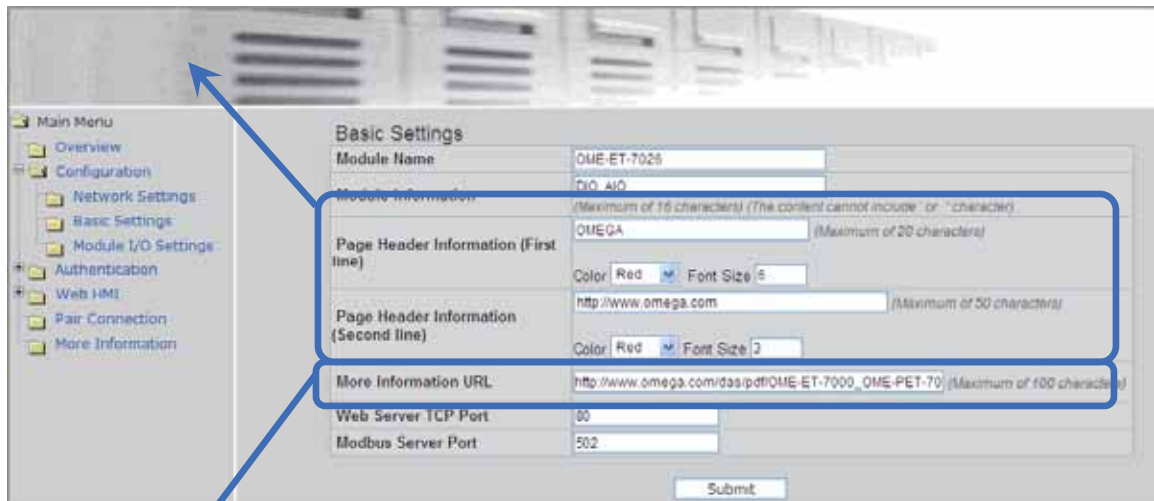 Main Menu
Overview
Configuration
Network Settings
Basic Settings
Module I/O Settings
Authentication
Web HMI
Pair Connection
More Information
Basic Settings
Module Name
OME-ET-7026
Module Information
DIO, AIO
(Maximum of 16 characters) (The content cannot include ' or " character)
Page Header Information (First
line)
OMEGA
(Maximum of 20 characters)
Color Red Font Size 6
Page Header Information
(Second line)
http://www.omega.com
(Maximum of 50 characters)
Color Red Font Size 3
More Information URL
http://www.omega.com/das/pdf/OME-ET-7000_OME-PET-70 (Maximum of 100 characters)
Web Server TCP Port
80
Modbus Server Port
502
Submit